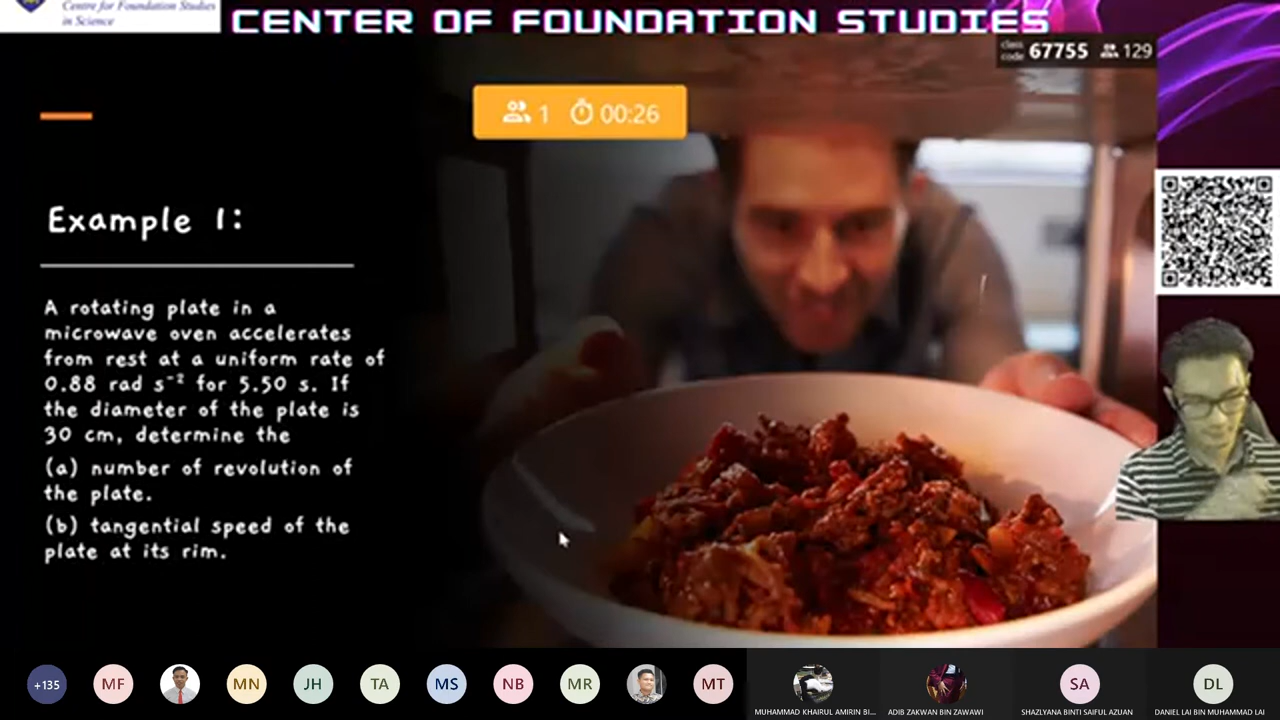 Centre for Foundation Studies
in Science
CENTER OF FOUNDATION STUDIES
class
code 67755 129
1 00:26
Example 1:
A rotating plate in a
microwave oven accelerates
from rest at a uniform rate of
0.88 rad s⁻² for 5.50 s. If
the diameter of the plate is
30 cm, determine the
(a) number of revolution of
the plate.
(b) tangential speed of the
plate at its rim.
+135 MF MN JH TA MS NB MR MT SA DL
MUHAMMAD KHAIRUL AMIRIN BI... ADIB ZAKWAN BIN ZAWAWI SHAZLYANA BINTI SAIFUL AZUAN DANIEL LAI BIN MUHAMMAD LAI